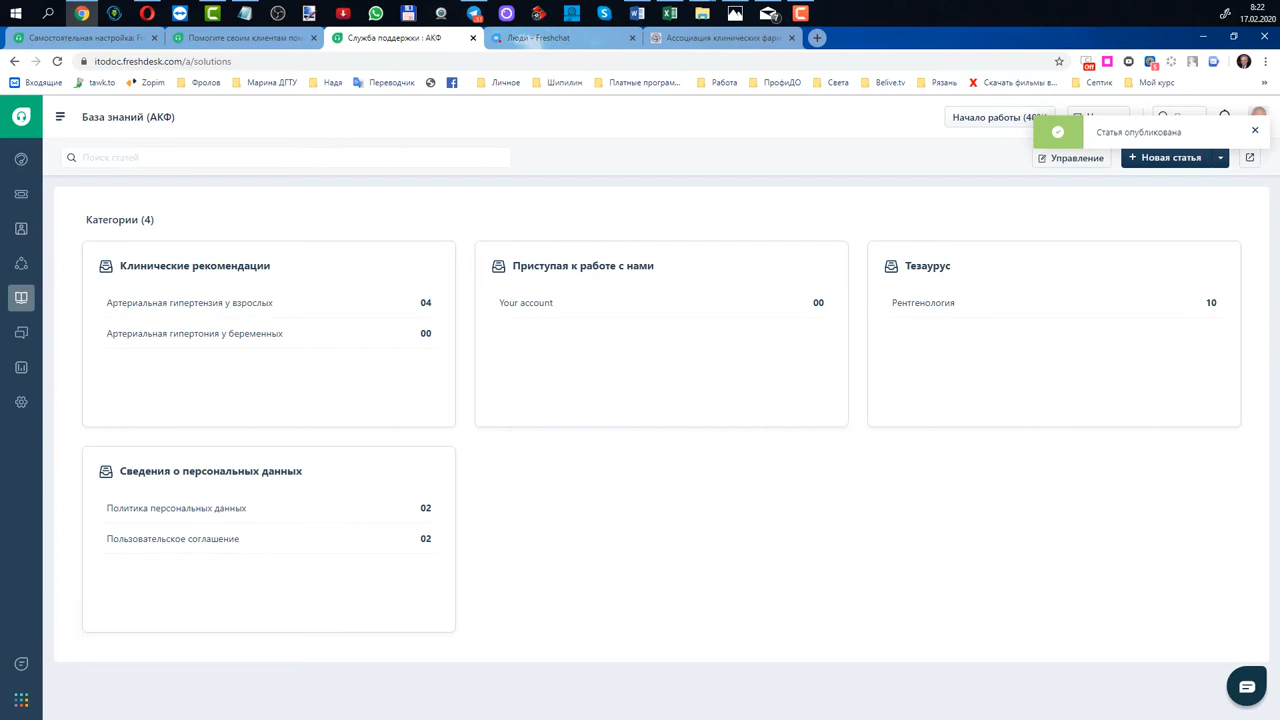 8:22
17.02.2020
Самостоятельная настройка: Fr
Помогите своим клиентам пом
Служба поддержки : АКФ
Люди - Freshchat
Ассоциация клинических фарм
itodoc.freshdesk.com/a/solutions
Входящие
tawk.to
Zopim
Фролов
Марина ДГТУ
Надя
Переводчик
Личное
Шипилин
Платные програм...
Работа
ПрофиДО
Света
Belive.tv
Рязань
Скачать фильмы в...
Септик
Мой курс
База знаний (АКФ)
Начало работы (40%)
Статья опубликована
Поиск статей
Управление
+ Новая статья
Категории (4)
Клинические рекомендации
Артериальная гипертензия у взрослых 04
Артериальная гипертония у беременных 00
Приступая к работе с нами
Your account 00
Тезаурус
Рентгенология 10
Сведения о персональных данных
Политика персональных данных 02
Пользовательское соглашение 02